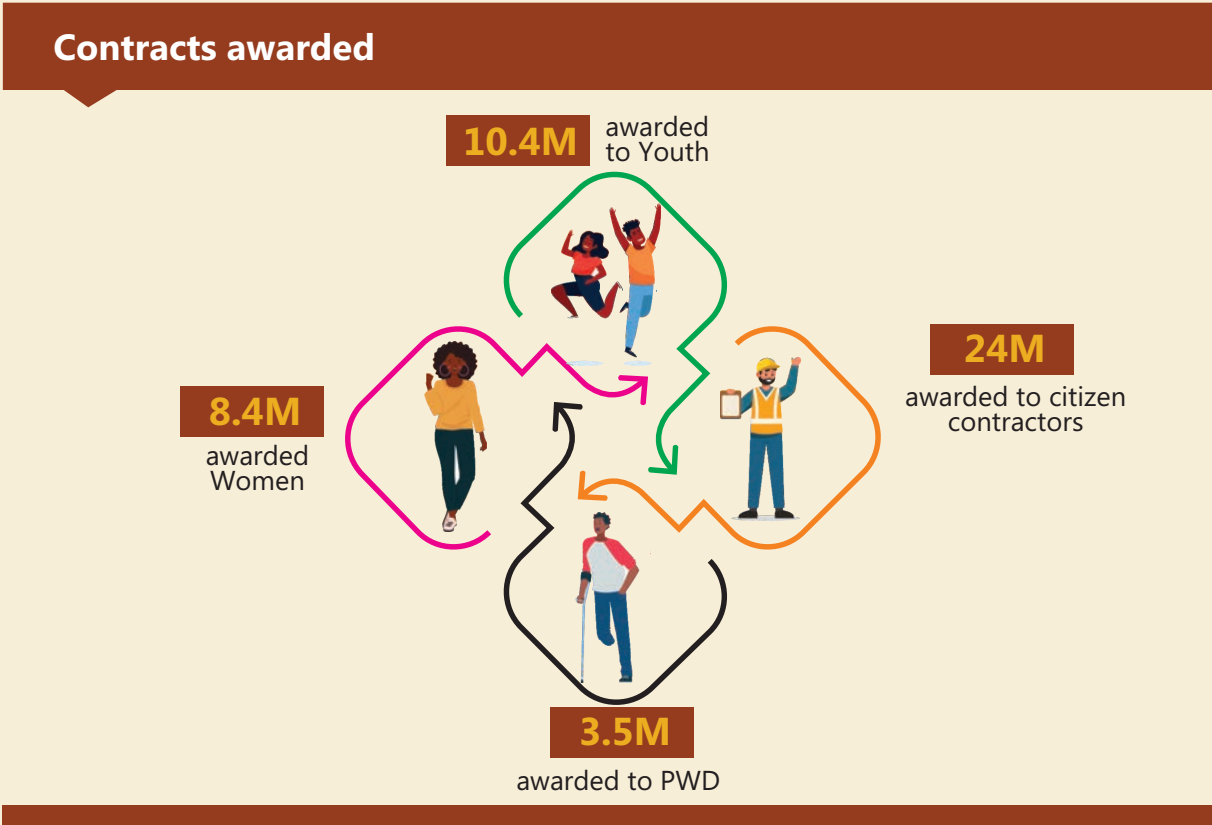 Contracts awarded
10.4M
awarded
to Youth
24M
awarded to citizen
contractors
8.4M
awarded
Women
3.5M
awarded to PWD